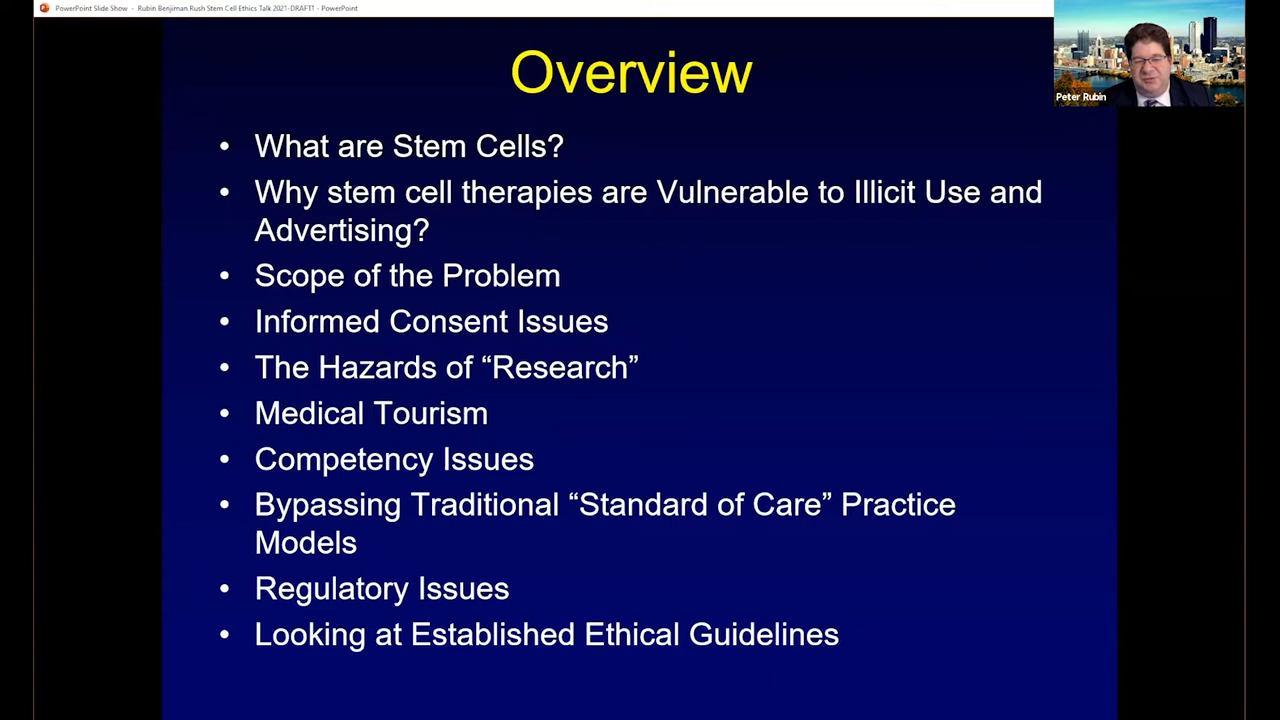 PowerPoint Slide Show - Rubin Benjiman Rush Stem Cell Ethics Talk 2021-DRAFT1 - PowerPoint
Overview
Peter Rubin
• What are Stem Cells?
• Why stem cell therapies are Vulnerable to Illicit Use and
Advertising?
• Scope of the Problem
• Informed Consent Issues
• The Hazards of “Research”
• Medical Tourism
• Competency Issues
• Bypassing Traditional “Standard of Care” Practice
Models
• Regulatory Issues
• Looking at Established Ethical Guidelines